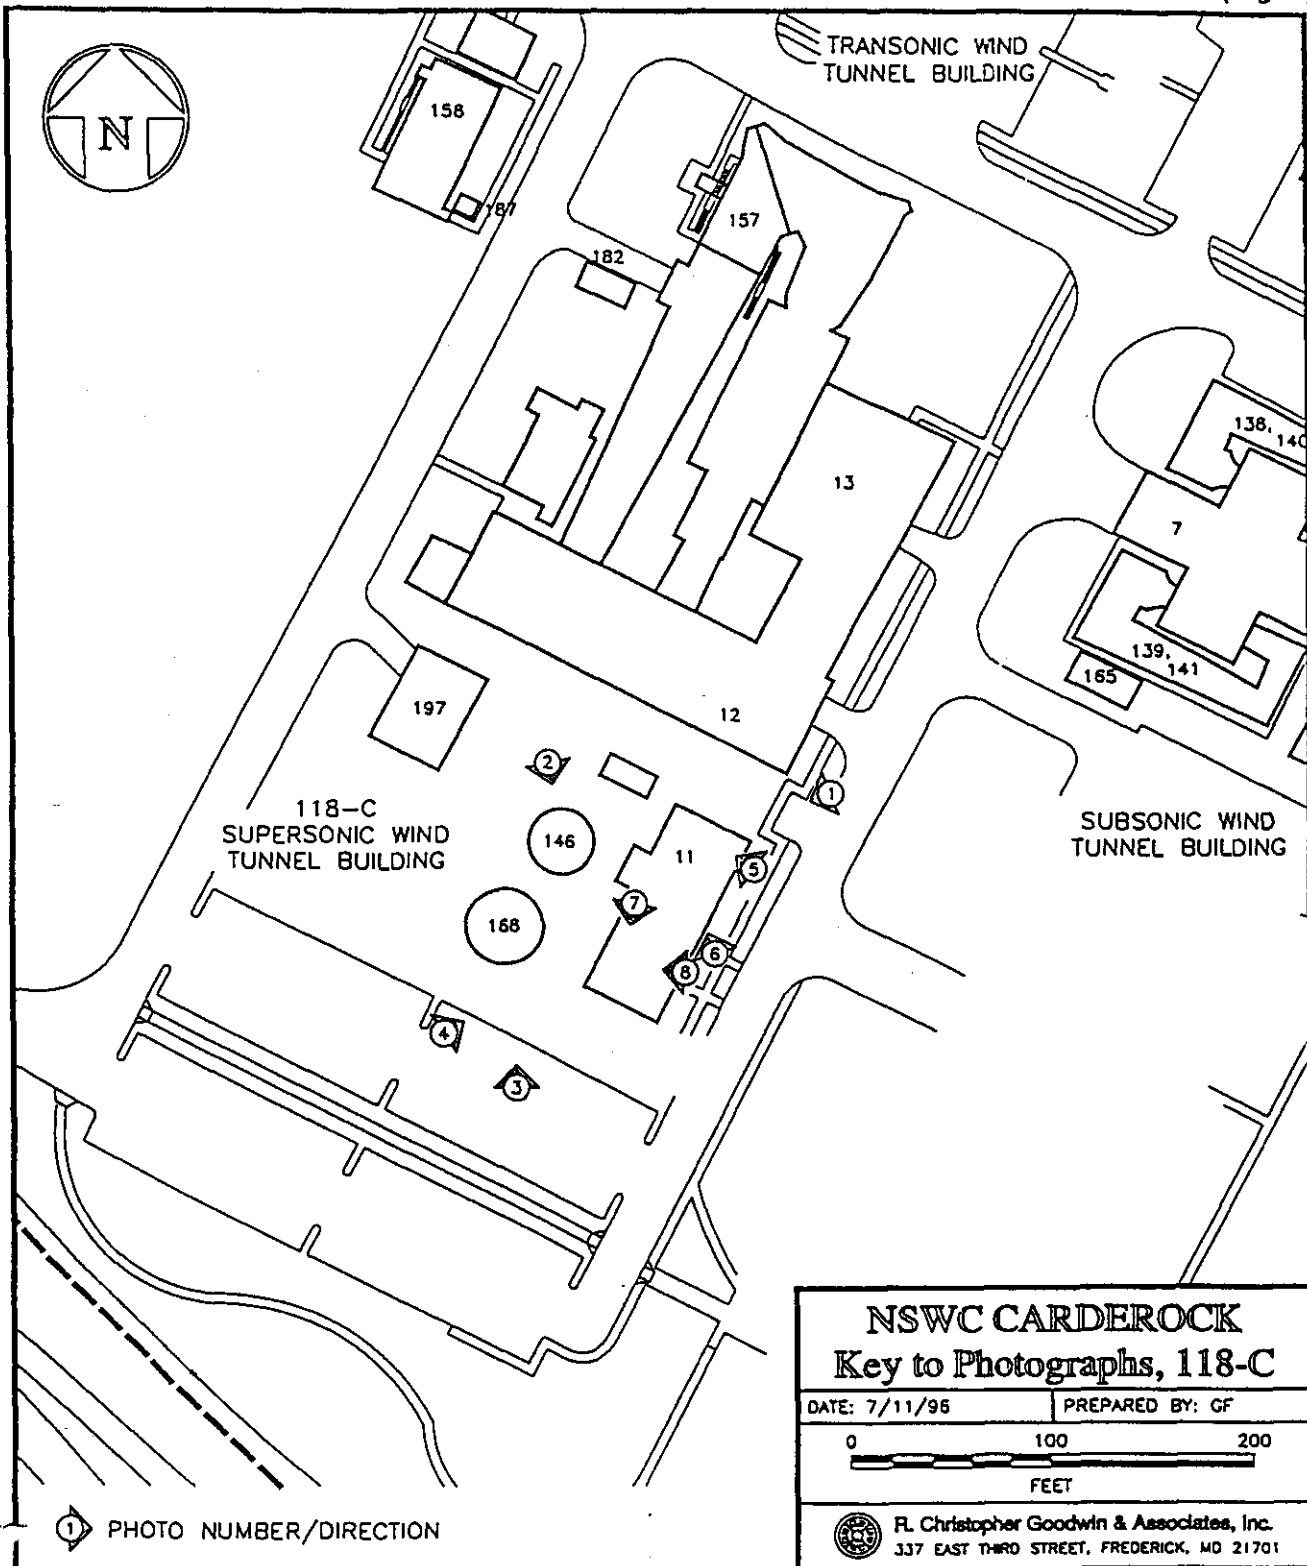 TRANSONIC WIND
TUNNEL BUILDING
N
158
187
157
182
138,
140
13
7
139,
141
165
197
12
2
1
118-C
SUPERSONIC WIND
TUNNEL BUILDING
SUBSONIC WIND
TUNNEL BUILDING
146
11
5
7
168
6
8
4
3
NSWC CARDEROCK
Key to Photographs, 118-C
DATE: 7/11/96
PREPARED BY: GF
0 100 200
FEET
R. Christopher Goodwin & Associates, Inc.
337 EAST THIRD STREET, FREDERICK, MD 21701
1 PHOTO NUMBER/DIRECTION